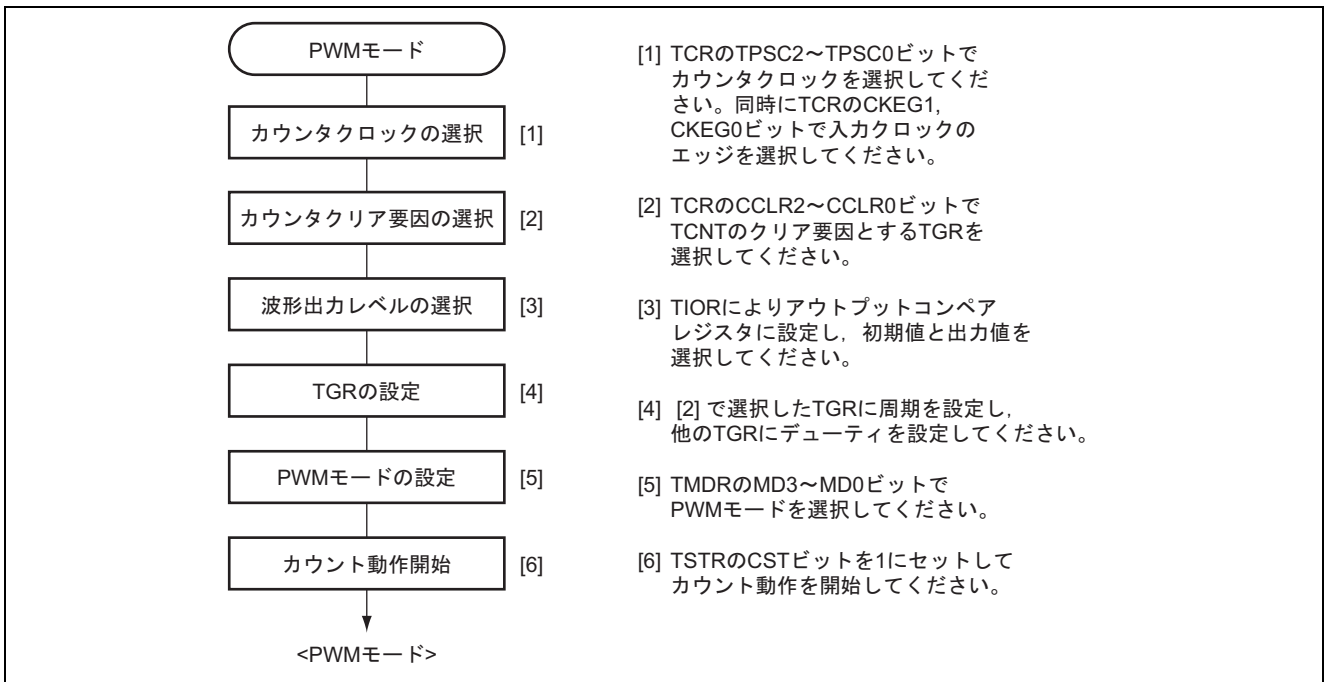 PWMモード
カウンタクロックの選択 [1]
カウンタクリア要因の選択 [2]
波形出力レベルの選択 [3]
TGRの設定 [4]
PWMモードの設定 [5]
カウント動作開始 [6]
<PWMモード>
[1] TCRのTPSC2～TPSC0ビットで
カウンタクロックを選択してくだ
さい。同時にTCRのCKEG1,
CKEG0ビットで入力クロックの
エッジを選択してください。
[2] TCRのCCLR2～CCLR0ビットで
TCNTのクリア要因とするTGRを
選択してください。
[3] TIORによりアウトプットコンペア
レジスタに設定し，初期値と出力値を
選択してください。
[4] [2] で選択したTGRに周期を設定し，
他のTGRにデューティを設定してください。
[5] TMDRのMD3～MD0ビットで
PWMモードを選択してください。
[6] TSTRのCSTビットを1にセットして
カウント動作を開始してください。